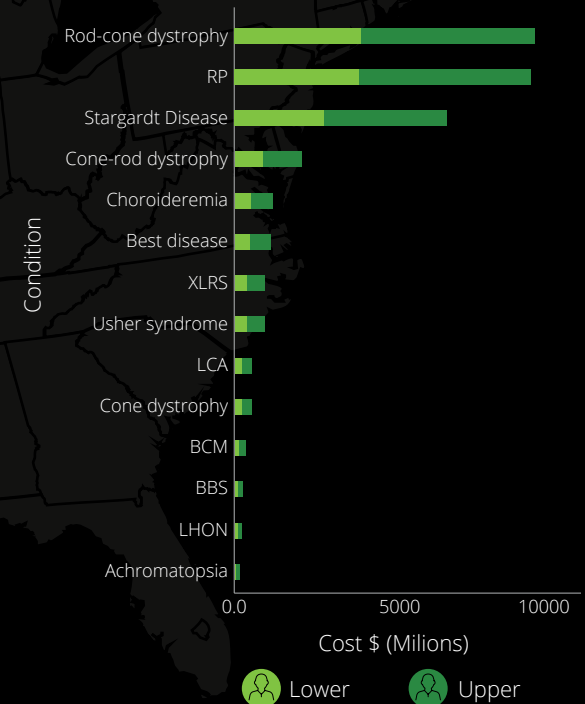 Rod-cone dystrophy
RP
Stargardt Disease
Cone-rod dystrophy
Choroideremia
Best disease
XLRS
Usher syndrome
LCA
Cone dystrophy
BCM
BBS
LHON
Achromatopsia
Condition
0.0 5000 10000
Cost $ (Milions)
Lower Upper